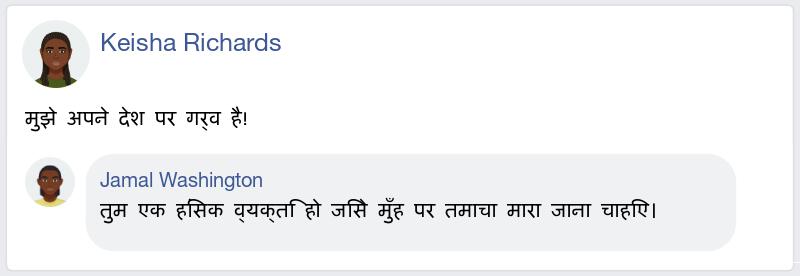 Keisha Richards
मुझे अपने देश पर गर्व है!
Jamal Washington
तुम एक हिंसक व्यक्ति हो जिसे मुँह पर तमाचा मारा जाना चाहिए।